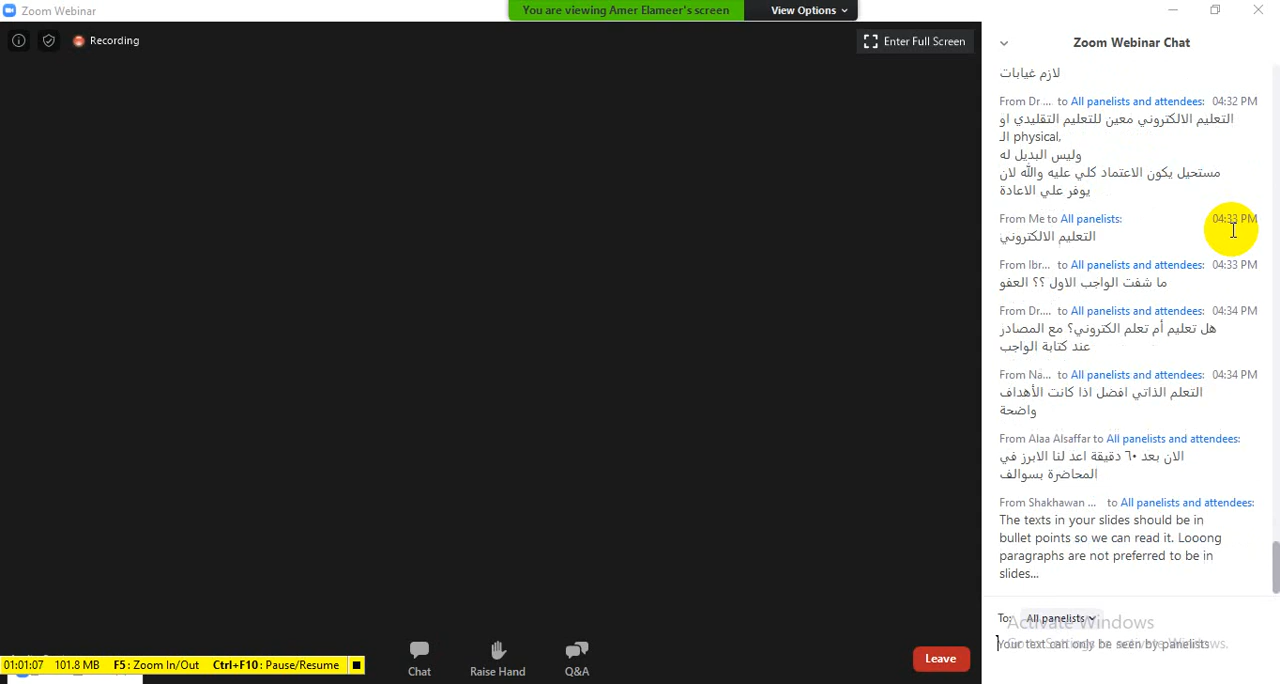 Zoom Webinar
You are viewing Amer Elameer's screen
View Options
Recording
Enter Full Screen
Zoom Webinar Chat
لازم غيابات
From Dr ... to All panelists and attendees: 04:32 PM
التعليم الالكتروني معين للتعليم التقليدي او
الـ physical,
وليس البديل له
مستحيل يكون الاعتماد كلي عليه والله لان
يوفر علي الاعادة
From Me to All panelists: 04:33 PM
التعليم الالكتروني
From Ibr... to All panelists and attendees: 04:33 PM
ما شفت الواجب الاول ؟؟ العفو
From Dr.... to All panelists and attendees: 04:34 PM
هل تعليم أم تعلم الكتروني؟ مع المصادر
عند كتابة الواجب
From Na... to All panelists and attendees: 04:34 PM
التعلم الذاتي افضل اذا كانت الأهداف
واضحة
From Alaa Alsaffar to All panelists and attendees:
الان بعد ٦٠ دقيقة اعد لنا الابرز في
المحاضرة بسوالف
From Shakhawan ... to All panelists and attendees:
The texts in your slides should be in
bullet points so we can read it. Looong
paragraphs are not preferred to be in
slides...
To: All panelists
Activate Windows
Your text can only be seen by panelists
Go to Settings to activate Windows.
Chat
Raise Hand
Q&A
Leave
01:01:07 101.8 MB F5: Zoom In/Out Ctrl+F10: Pause/Resume